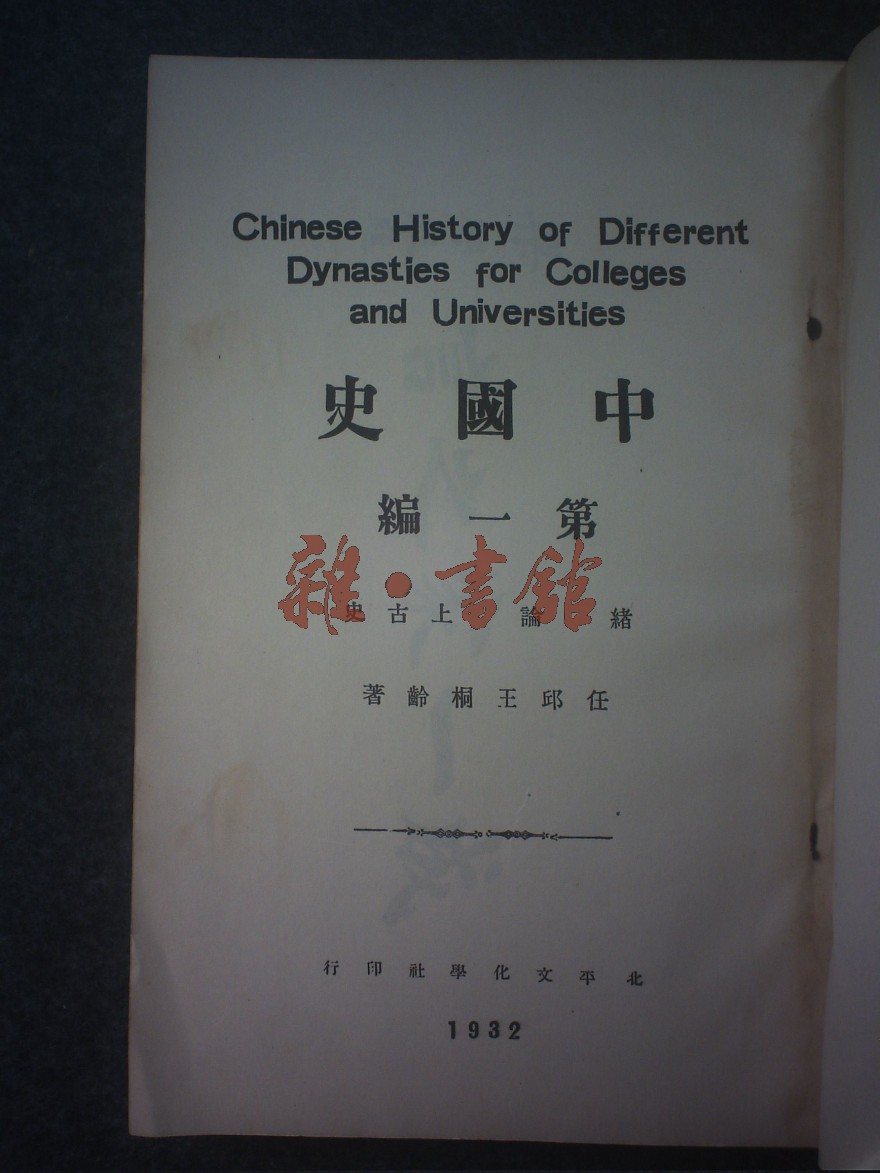 Chinese History of Different
Dynasties for Colleges
and Universities
中國史
第一編
雜·書館
緒論 上古史
任邱王桐齡著
北平文化學社印行
1932